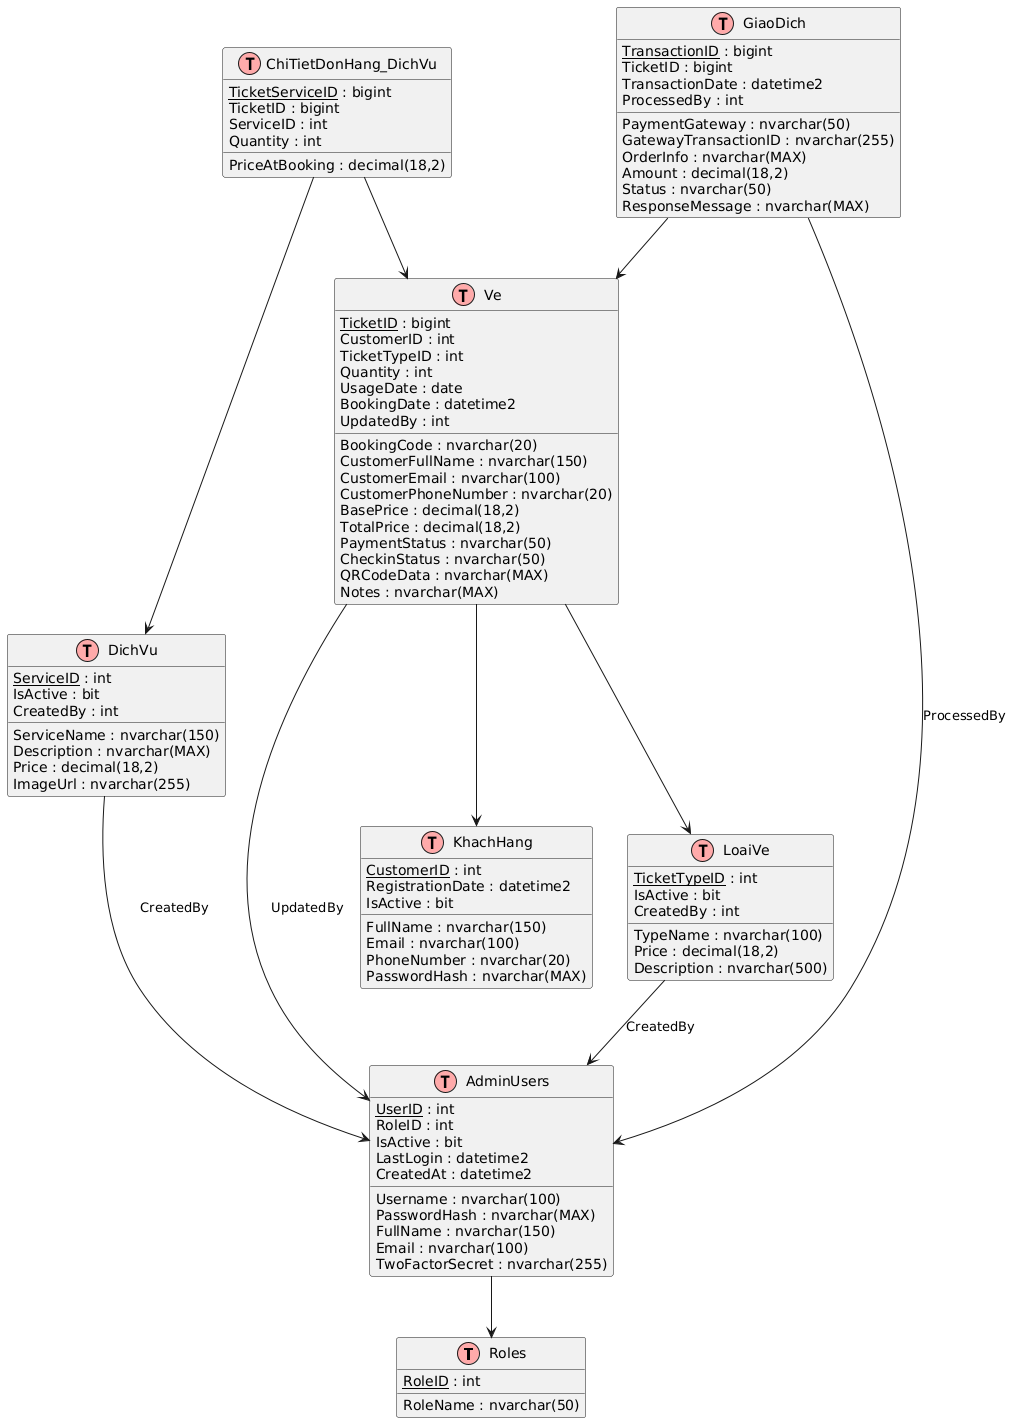 T ChiTietDonHang_DichVu
TicketServiceID : bigint
TicketID : bigint
ServiceID : int
Quantity : int
PriceAtBooking : decimal(18,2)
T GiaoDich
TransactionID : bigint
TicketID : bigint
TransactionDate : datetime2
ProcessedBy : int
PaymentGateway : nvarchar(50)
GatewayTransactionID : nvarchar(255)
OrderInfo : nvarchar(MAX)
Amount : decimal(18,2)
Status : nvarchar(50)
ResponseMessage : nvarchar(MAX)
T Ve
TicketID : bigint
CustomerID : int
TicketTypeID : int
Quantity : int
UsageDate : date
BookingDate : datetime2
UpdatedBy : int
BookingCode : nvarchar(20)
CustomerFullName : nvarchar(150)
CustomerEmail : nvarchar(100)
CustomerPhoneNumber : nvarchar(20)
BasePrice : decimal(18,2)
TotalPrice : decimal(18,2)
PaymentStatus : nvarchar(50)
CheckinStatus : nvarchar(50)
QRCodeData : nvarchar(MAX)
Notes : nvarchar(MAX)
T DichVu
ServiceID : int
IsActive : bit
CreatedBy : int
ServiceName : nvarchar(150)
Description : nvarchar(MAX)
Price : decimal(18,2)
ImageUrl : nvarchar(255)
ProcessedBy
T KhachHang
CustomerID : int
RegistrationDate : datetime2
IsActive : bit
FullName : nvarchar(150)
Email : nvarchar(100)
PhoneNumber : nvarchar(20)
PasswordHash : nvarchar(MAX)
T LoaiVe
TicketTypeID : int
IsActive : bit
CreatedBy : int
TypeName : nvarchar(100)
Price : decimal(18,2)
Description : nvarchar(500)
CreatedBy
UpdatedBy
CreatedBy
T AdminUsers
UserID : int
RoleID : int
IsActive : bit
LastLogin : datetime2
CreatedAt : datetime2
Username : nvarchar(100)
PasswordHash : nvarchar(MAX)
FullName : nvarchar(150)
Email : nvarchar(100)
TwoFactorSecret : nvarchar(255)
T Roles
RoleID : int
RoleName : nvarchar(50)